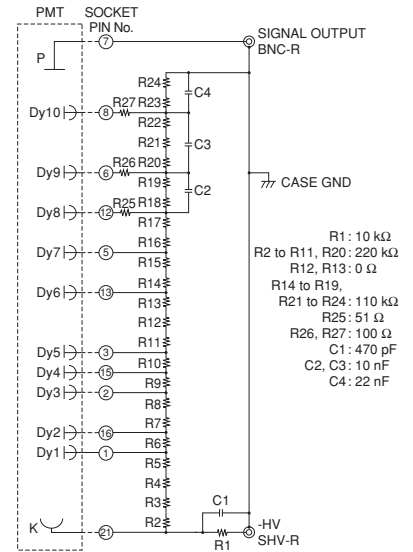 PMT SOCKET
PIN No.
7 SIGNAL OUTPUT
BNC-R
P
R24
C4
R27 R23
Dy10 8
R22
R21
C3
R26 R20
Dy9 6
R19
CASE GND
C2
R25 R18
Dy8 12
R17
R16
Dy7 5
R15
R14
Dy6 13
R13
R12
R11
Dy5 3
R10
Dy4 15
R9
Dy3 2
R8
R7
Dy2 16
R6
Dy1 1
R5
R4
R3
R2
C1
K 21
R1
-HV
SHV-R
R1: 10 kΩ
R2 to R11, R20: 220 kΩ
R12, R13: 0 Ω
R14 to R19,
R21 to R24: 110 kΩ
R25: 51 Ω
R26, R27: 100 Ω
C1: 470 pF
C2, C3: 10 nF
C4: 22 nF